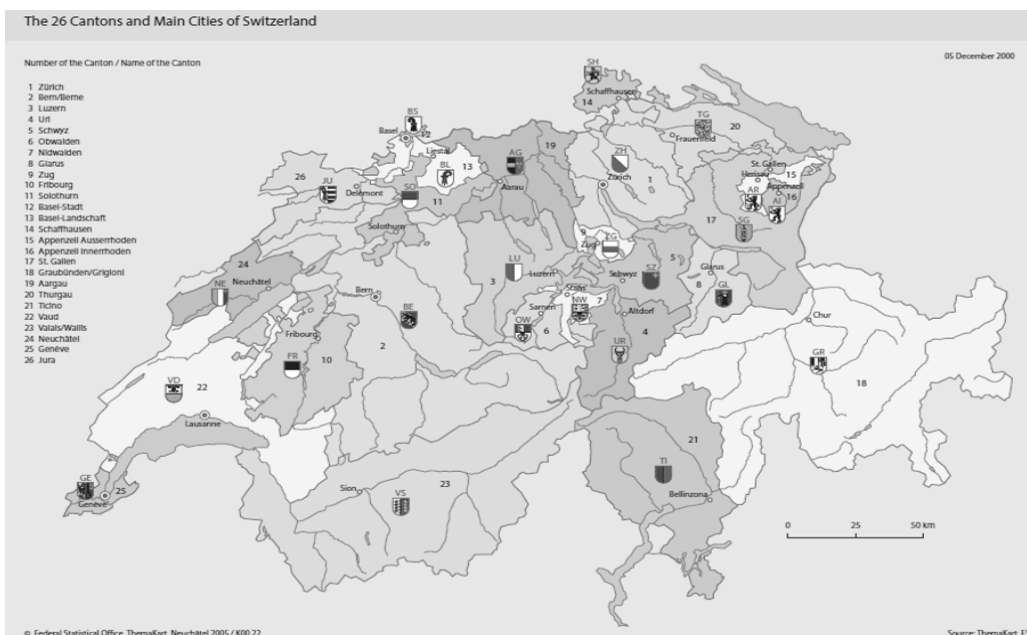 The 26 Cantons and Main Cities of Switzerland
Number of the Canton / Name of the Canton
05 December 2000
1 Zürich
2 Bern/Berne
3 Luzern
4 Uri
5 Schwyz
6 Obwalden
7 Nidwalden
8 Glarus
9 Zug
10 Fribourg
11 Solothurn
12 Basel-Stadt
13 Basel-Landschaft
14 Schaffhausen
15 Appenzell Ausserrhoden
16 Appenzell Innerrhoden
17 St. Gallen
18 Graubünden/Grigioni
19 Aargau
20 Thurgau
21 Ticino
22 Vaud
23 Valais/Wallis
24 Neuchâtel
25 Genève
26 Jura
SH
Schaffhausen
14
BS
Basel
12
TG
20
Frauenfeld
19
Liestal
BL
13
AG
ZH
Zürich
1
St. Gallen
Herisau
15
Appenzell
16
AR
AI
26
JU
Delémont
SO
11
Aarau
Solothurn
17
SG
9
Zug
ZG
24
Neuchâtel
NE
LU
Luzern
3
5
Schwyz
SZ
Glarus
8
GL
Bern
BE
2
Stans
Sarnen
NW
7
OW
6
Altdorf
4
UR
Chur
GR
18
Fribourg
FR
10
VD
22
Lausanne
21
TI
Bellinzona
GE
Genève
25
Sion
VS
23
0 25 50 km
© Federal Statistical Office, ThemaKart, Neuchâtel 2005 / K00.22
Source: ThemaKart,